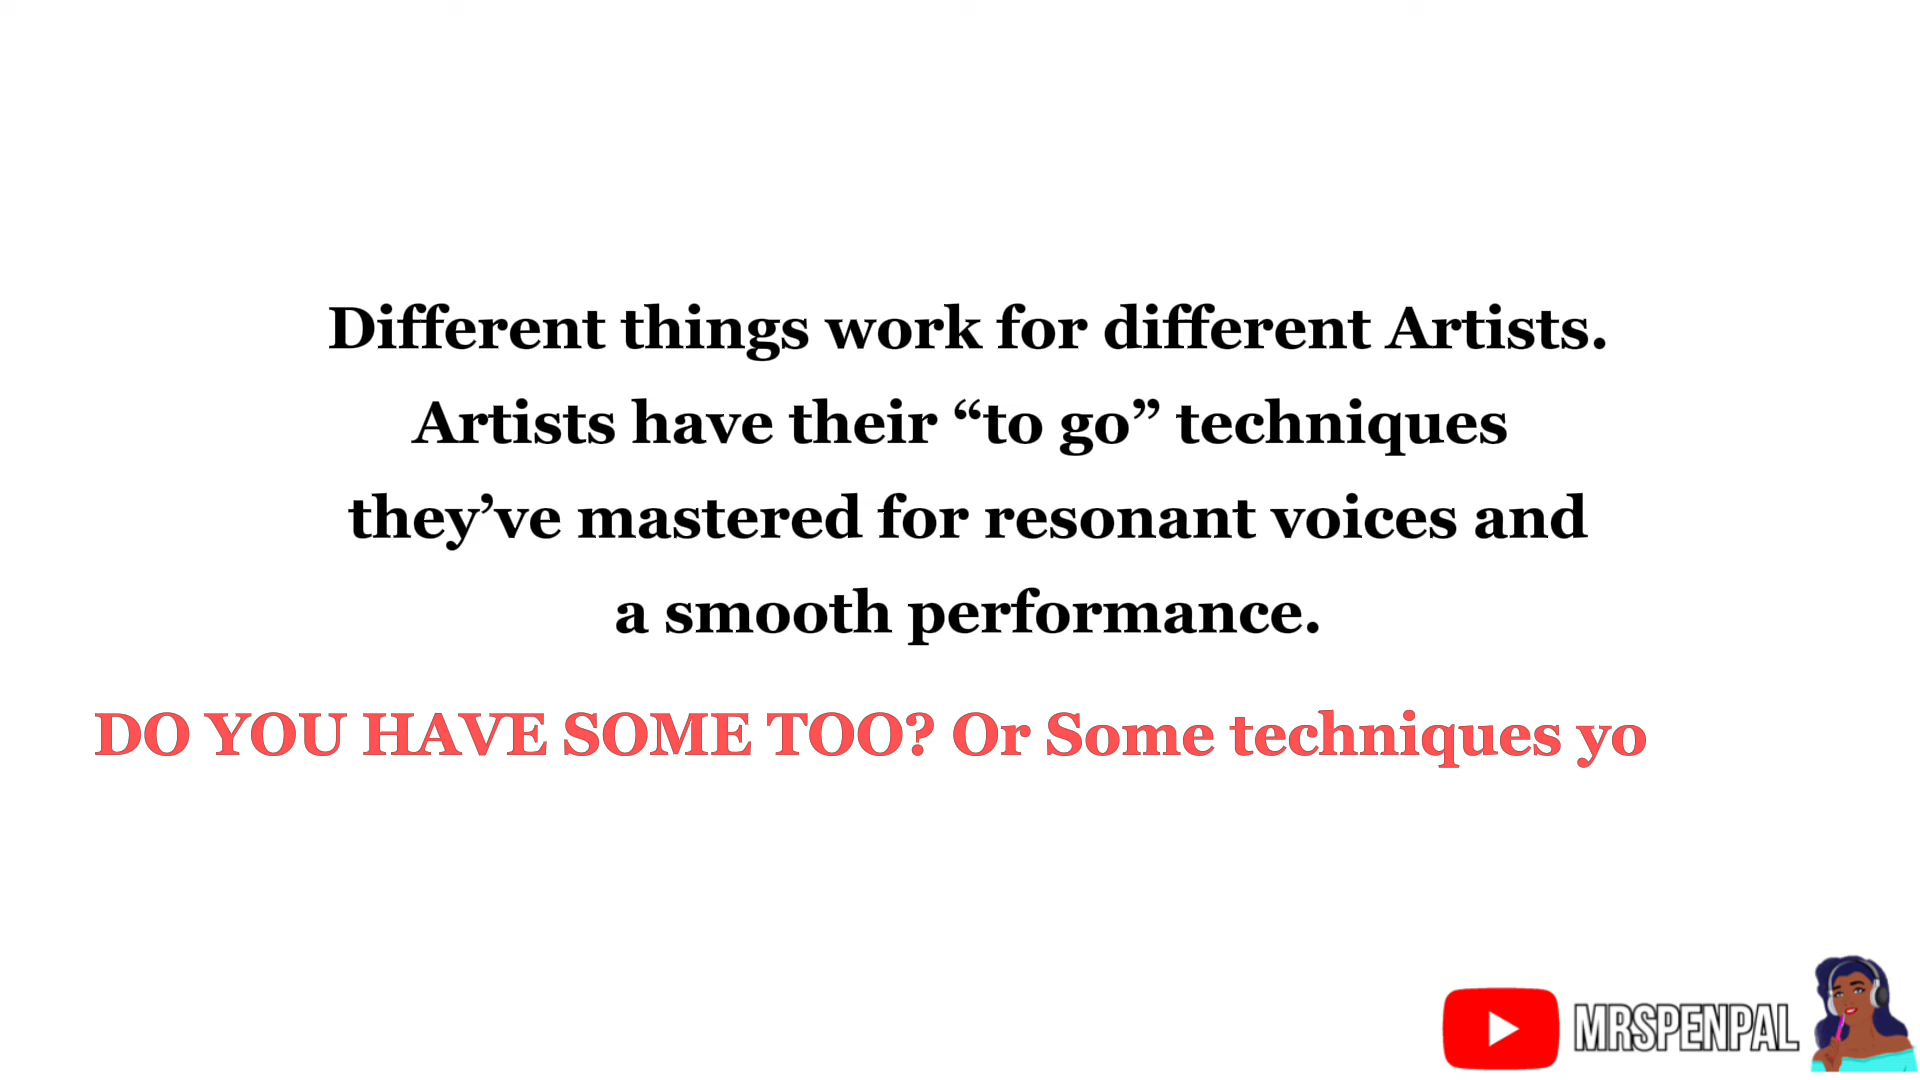 Different things work for different Artists.
Artists have their “to go” techniques
they’ve mastered for resonant voices and
a smooth performance.
DO YOU HAVE SOME TOO? Or Some techniques yo
MRSPENPAL